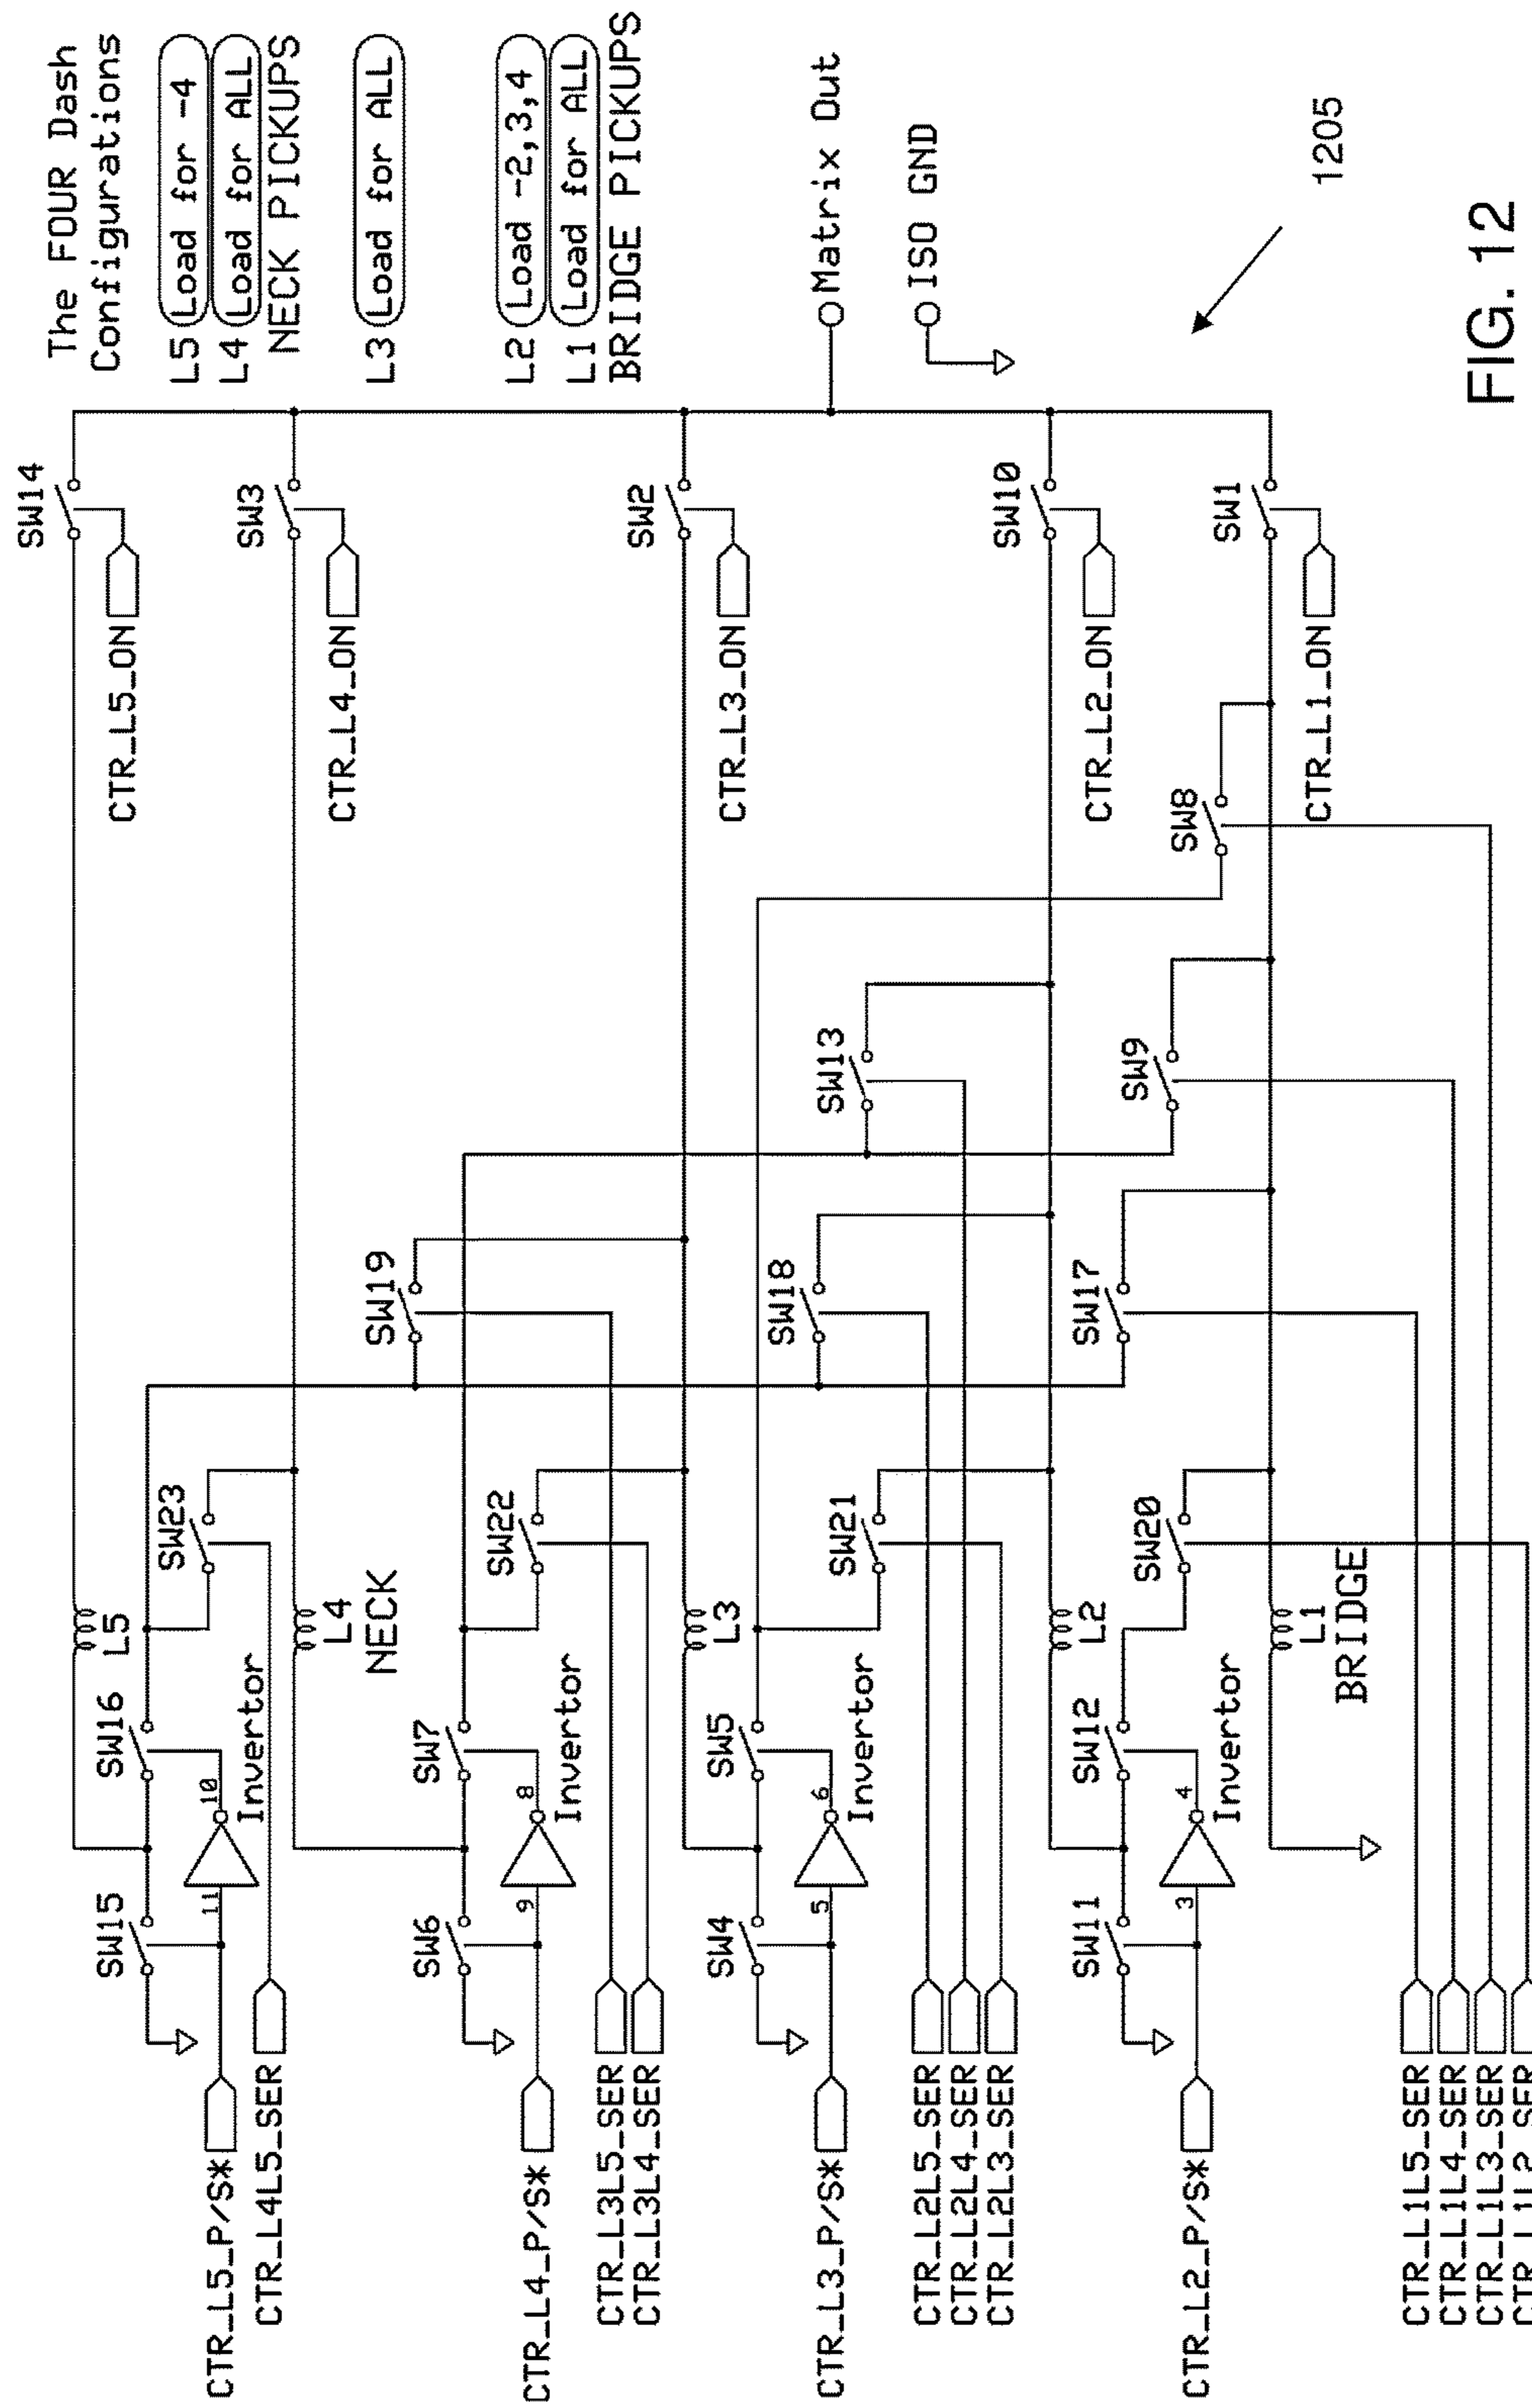 The FOUR Dash
Configurations
L5 Load for -4
L4 Load for ALL
NECK PICKUPS
L3 Load for ALL
L2 Load -2,3,4
L1 Load for ALL
BRIDGE PICKUPS
Matrix Out
ISO GND
1205
FIG. 12
SW14
CTR_L5_ON
SW3
CTR_L4_ON
SW2
CTR_L3_ON
SW10
CTR_L2_ON
SW1
CTR_L1_ON
SW8
SW13
SW9
SW19
SW18
SW17
SW23
SW22
SW21
SW20
L5
L4
NECK
L3
L2
L1
BRIDGE
SW16
10
Invertor
SW7
8
Invertor
SW5
6
Invertor
SW12
4
Invertor
SW15
11
SW6
9
SW4
5
SW11
3
CTR_L5_P/S*
CTR_L4L5_SER
CTR_L4_P/S*
CTR_L3L5_SER
CTR_L3L4_SER
CTR_L3_P/S*
CTR_L2L5_SER
CTR_L2L4_SER
CTR_L2L3_SER
CTR_L2_P/S*
CTR_L1L5_SER
CTR_L1L4_SER
CTR_L1L3_SER
CTR_L1L2_SER